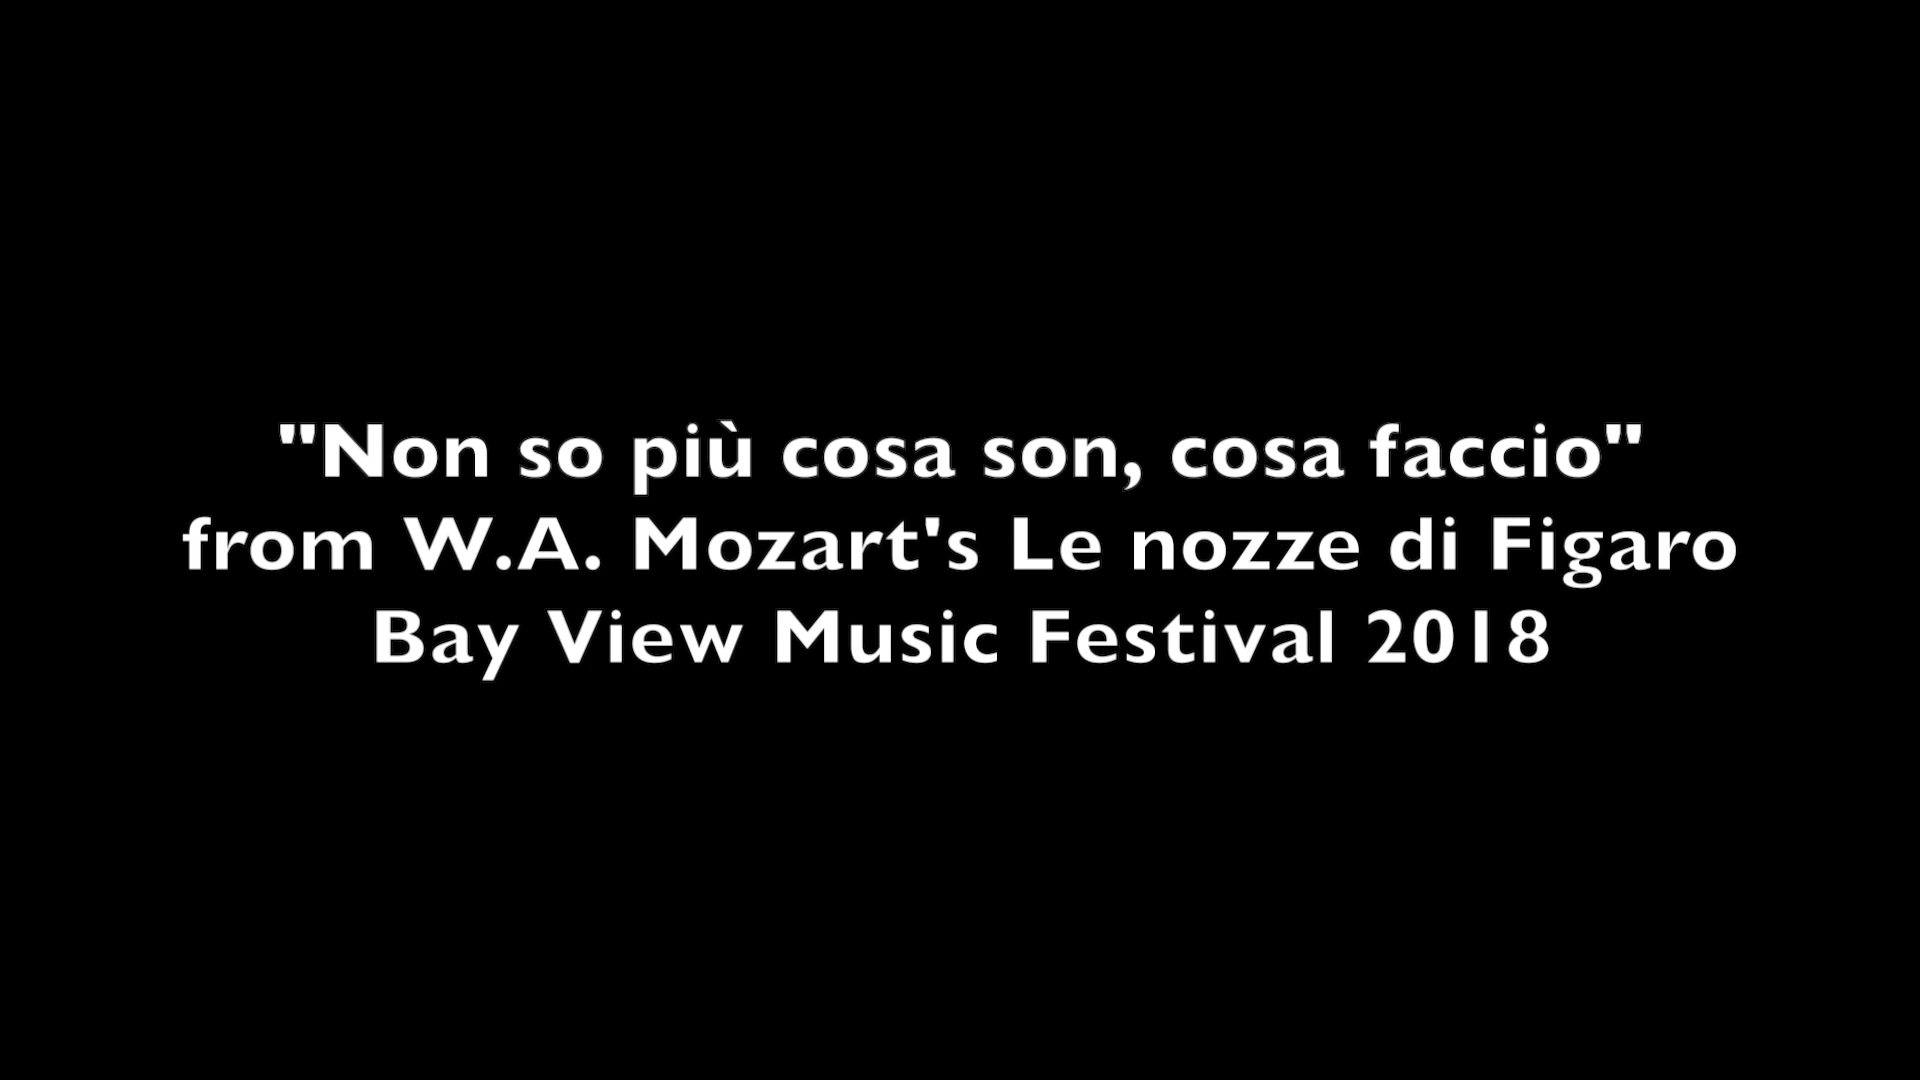 "Non so più cosa son, cosa faccio"
from W.A. Mozart's Le nozze di Figaro
Bay View Music Festival 2018